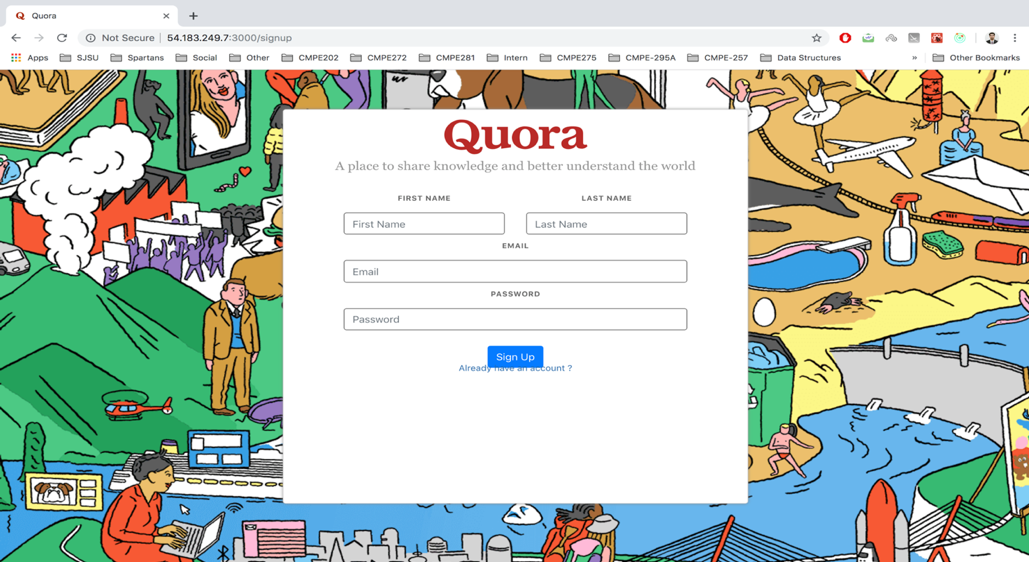 Quora
Not Secure | 54.183.249.7:3000/signup
Apps SJSU Spartans Social Other CMPE202 CMPE272 CMPE281 Intern CMPE275 CMPE-295A CMPE-257 Data Structures » Other Bookmarks
Quora
A place to share knowledge and better understand the world
FIRST NAME LAST NAME
First Name Last Name
EMAIL
Email
PASSWORD
Password
Sign Up
Already have an account ?